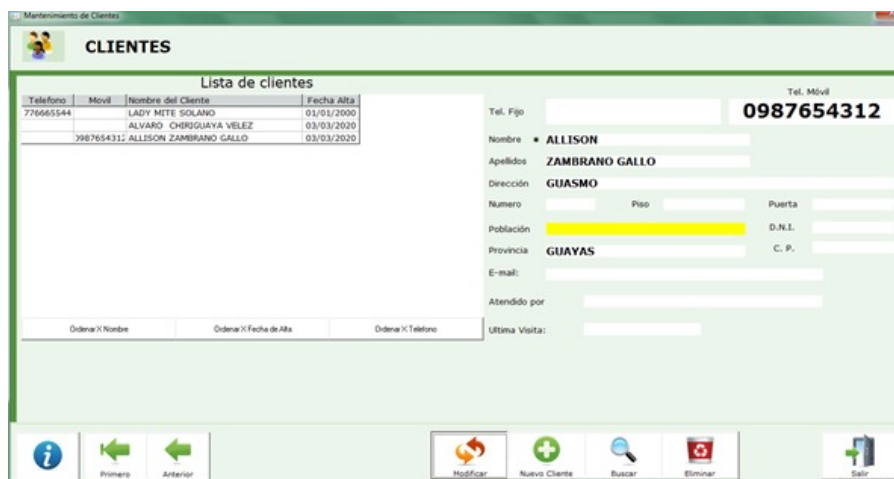 Mantenimiento de Clientes
CLIENTES
Lista de clientes
Telefono Movil Nombre del Cliente Fecha Alta
776665544 LADY MITE SOLANO 01/01/2000
ALVARO CHIRIGUAYA VELEZ 03/03/2020
0987654312 ALLISON ZAMBRANO GALLO 03/03/2020
Ordenar X Nombre Ordenar X Fecha de Alta Ordenar X Telefono
Tel. Móvil
Tel. Fijo 0987654312
Nombre * ALLISON
Apellidos ZAMBRANO GALLO
Dirección GUASMO
Numero Piso Puerta
Población D.N.I.
Provincia GUAYAS C. P.
E-mail:
Atendido por
Ultima Visita:
Primero Anterior Modificar Nuevo Cliente Buscar Eliminar Salir